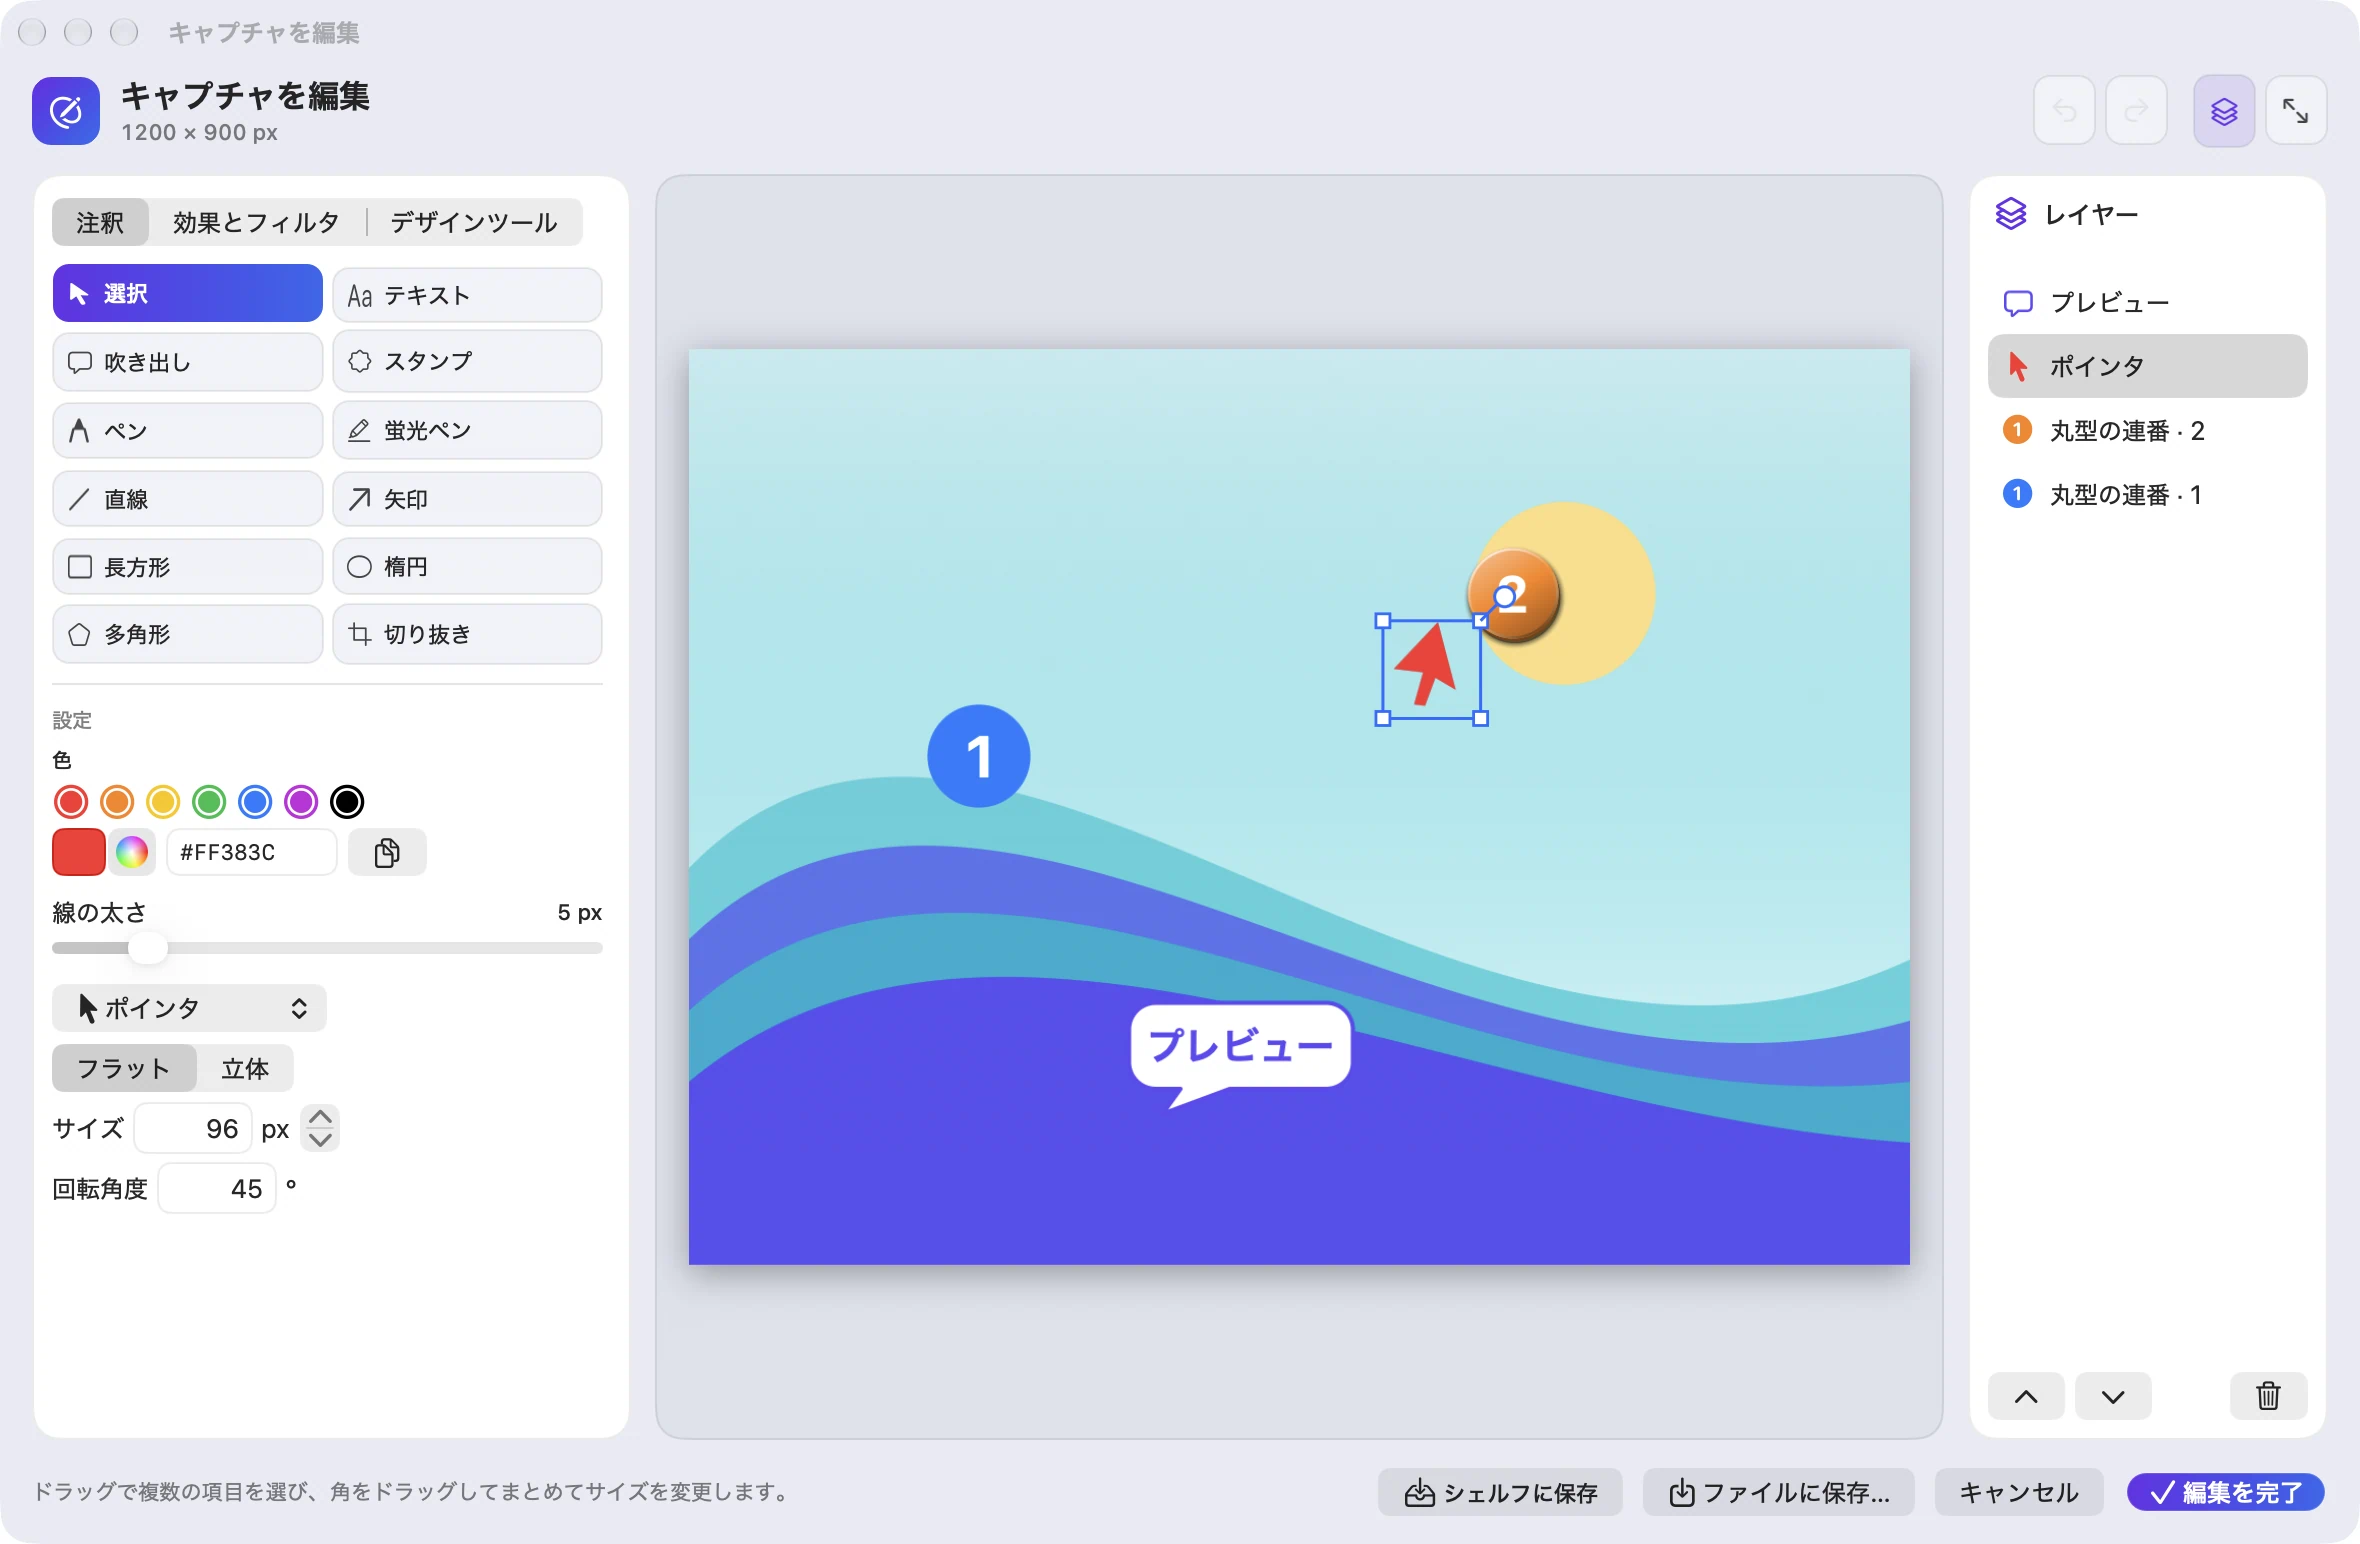 キャプチャを編集
キャプチャを編集
1200 × 900 px
注釈 効果とフィルタ デザインツール
選択 Aa テキスト
吹き出し スタンプ
ペン 蛍光ペン
直線 矢印
長方形 楕円
多角形 切り抜き
設定
色
#FF383C
線の太さ 5 px
ポインタ
フラット 立体
サイズ 96 px
回転角度 45 °
2
1
プレビュー
レイヤー
プレビュー
ポインタ
1 丸型の連番 · 2
1 丸型の連番 · 1
ドラッグで複数の項目を選び、角をドラッグしてまとめてサイズを変更します。
シェルフに保存 ファイルに保存... キャンセル 編集を完了